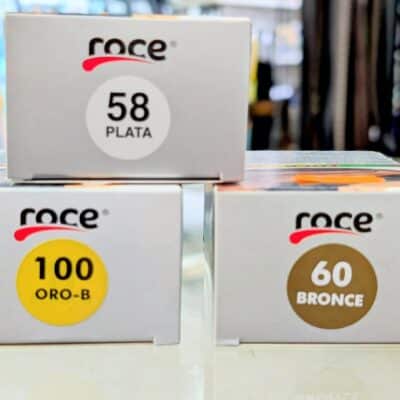 roce®
58
PLATA
roce®
100
ORO-B
roce®
60
BRONCE